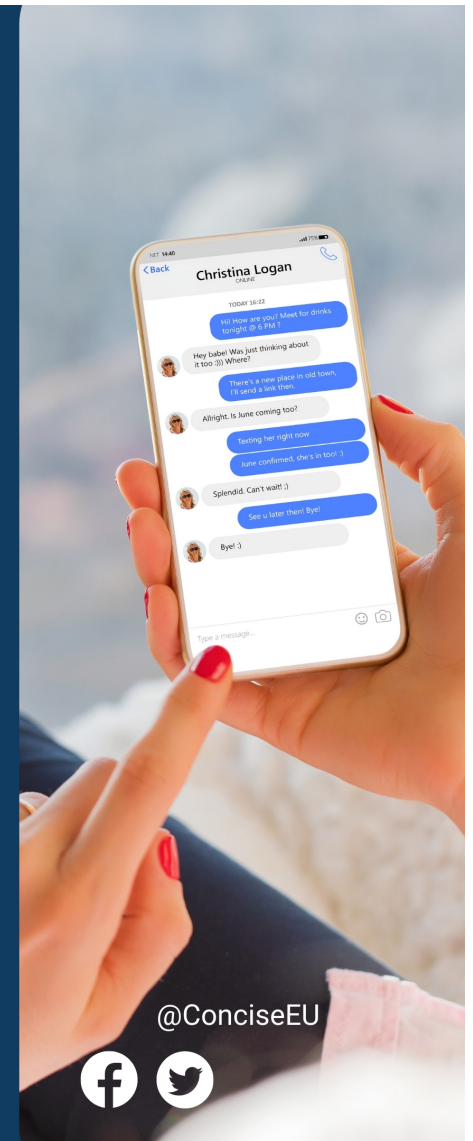 NET 14:40
75%
Back
Christina Logan
ONLINE
TODAY 16:22
Hi! How are you? Meet for drinks
tonight @ 6 PM ?
Hey babe! Was just thinking about
it too :))) Where?
There's a new place in old town,
I'll send a link then.
Allright. Is June coming too?
Texting her right now
June confirmed, she's in too! :)
Splendid. Can't wait! ;)
See u later then! Bye!
Bye! :)
Type a message...
@ConciseEU